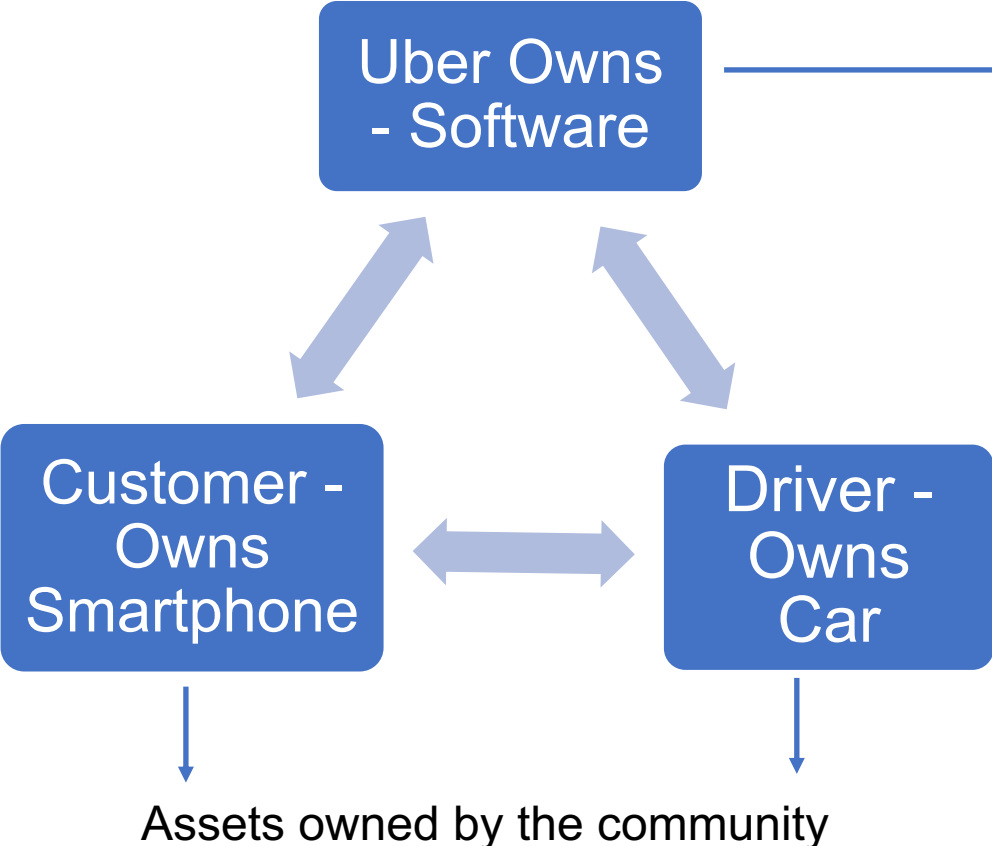 Uber Owns
- Software
Customer -
Owns
Smartphone
Driver -
Owns
Car
Assets owned by the community